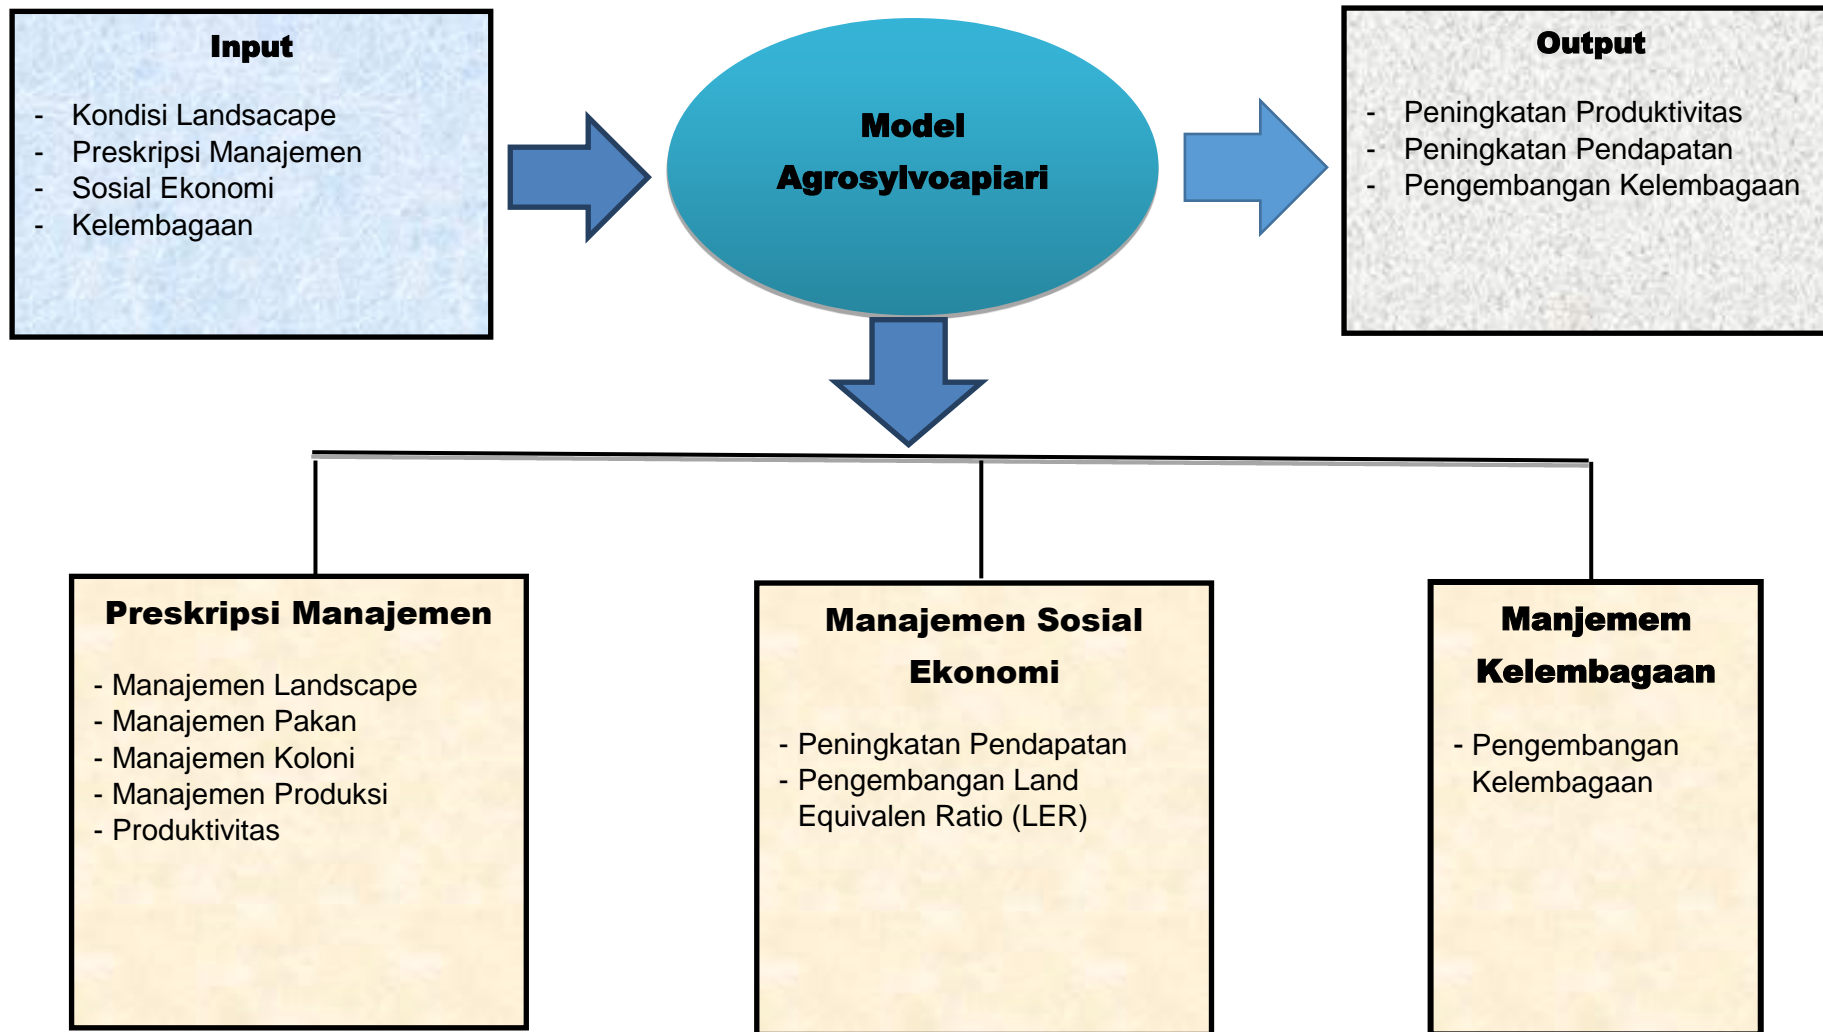 Input
- Kondisi Landsacape
- Preskripsi Manajemen
- Sosial Ekonomi
- Kelembagaan
Model
Agrosylvoapiari
Output
- Peningkatan Produktivitas
- Peningkatan Pendapatan
- Pengembangan Kelembagaan
Preskripsi Manajemen
- Manajemen Landscape
- Manajemen Pakan
- Manajemen Koloni
- Manajemen Produksi
- Produktivitas
Manajemen Sosial
Ekonomi
- Peningkatan Pendapatan
- Pengembangan Land
Equivalen Ratio (LER)
Manjemem
Kelembagaan
- Pengembangan
Kelembagaan